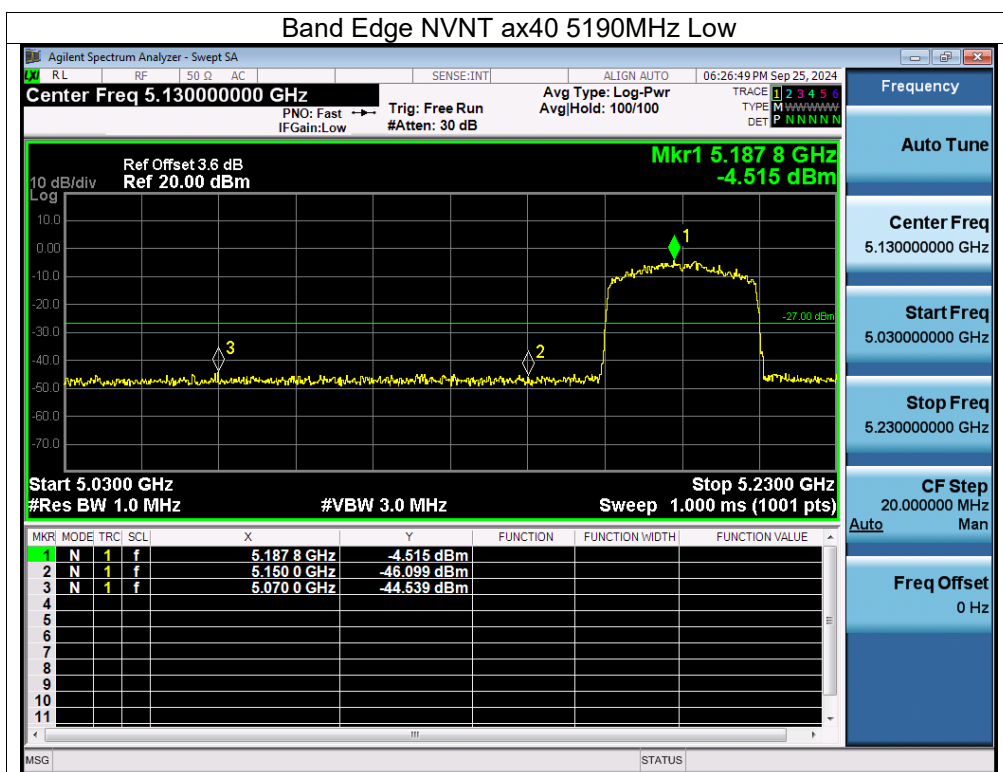 Band Edge NVNT ax40 5190MHz Low
Agilent Spectrum Analyzer - Swept SA
LXI RL RF 50 Ω AC SENSE:INT ALIGN AUTO 06:26:49 PM Sep 25, 2024
Center Freq 5.130000000 GHz
PNO: Fast
IFGain:Low
Trig: Free Run
#Atten: 30 dB
Avg Type: Log-Pwr
Avg|Hold: 100/100
TRACE 1 2 3 4 5 6
TYPE M WWWWW
DET P N N N N N
Mkr1 5.187 8 GHz
-4.515 dBm
Ref Offset 3.6 dB
10 dB/div Ref 20.00 dBm
Log
10.0
0.00
-10.0
-20.0
-30.0
-40.0
-50.0
-60.0
-70.0
1
-27.00 dBm
3
2
Start 5.0300 GHz Stop 5.2300 GHz
#Res BW 1.0 MHz #VBW 3.0 MHz Sweep 1.000 ms (1001 pts)
MKR MODE TRC SCL X Y FUNCTION FUNCTION WIDTH FUNCTION VALUE
1 N 1 f 5.187 8 GHz -4.515 dBm
2 N 1 f 5.150 0 GHz -46.099 dBm
3 N 1 f 5.070 0 GHz -44.539 dBm
4
5
6
7
8
9
10
11
MSG STATUS
Frequency
Auto Tune
Center Freq
5.130000000 GHz
Start Freq
5.030000000 GHz
Stop Freq
5.230000000 GHz
CF Step
20.000000 MHz
Auto Man
Freq Offset
0 Hz